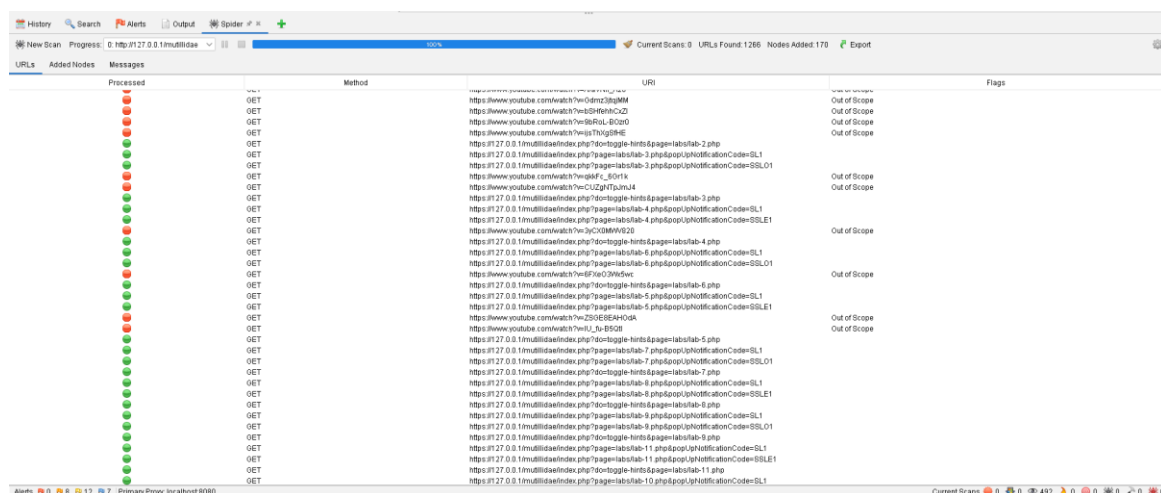 History Search Alerts Output Spider
New Scan Progress: 0: http://127.0.0.1/mutillidae 100% Current Scans: 0 URLs Found: 1266 Nodes Added: 170 Export
URLs Added Nodes Messages
Processed Method URI Flags
GET Out of Scope
GET https://www.youtube.com/watch?v= Out of Scope
GET https://www.youtube.com/watch?v= Out of Scope
GET https://www.youtube.com/watch?v= Out of Scope
GET https://www.youtube.com/watch?v= Out of Scope
GET https://127.0.0.1/mutillidae/index.php?do=toggle-hints&page=labs/lab-2.php
GET https://127.0.0.1/mutillidae/index.php?page=labs/lab-3.php&popUpNotificationCode=SL1
GET https://127.0.0.1/mutillidae/index.php?page=labs/lab-3.php&popUpNotificationCode=SSLO1
GET https://www.youtube.com/watch?v= Out of Scope
GET https://www.youtube.com/watch?v=CUZgNTpJmJ4 Out of Scope
GET https://127.0.0.1/mutillidae/index.php?do=toggle-hints&page=labs/lab-3.php
GET https://127.0.0.1/mutillidae/index.php?page=labs/lab-4.php&popUpNotificationCode=SL1
GET https://127.0.0.1/mutillidae/index.php?page=labs/lab-4.php&popUpNotificationCode=SSLE1
GET https://www.youtube.com/watch?v= Out of Scope
GET https://127.0.0.1/mutillidae/index.php?do=toggle-hints&page=labs/lab-4.php
GET https://127.0.0.1/mutillidae/index.php?page=labs/lab-6.php&popUpNotificationCode=SL1
GET https://127.0.0.1/mutillidae/index.php?page=labs/lab-6.php&popUpNotificationCode=SSLO1
GET https://www.youtube.com/watch?v= Out of Scope
GET https://127.0.0.1/mutillidae/index.php?do=toggle-hints&page=labs/lab-6.php
GET https://127.0.0.1/mutillidae/index.php?page=labs/lab-5.php&popUpNotificationCode=SL1
GET https://127.0.0.1/mutillidae/index.php?page=labs/lab-5.php&popUpNotificationCode=SSLE1
GET https://www.youtube.com/watch?v= Out of Scope
GET https://www.youtube.com/watch?v= Out of Scope
GET https://127.0.0.1/mutillidae/index.php?do=toggle-hints&page=labs/lab-5.php
GET https://127.0.0.1/mutillidae/index.php?page=labs/lab-7.php&popUpNotificationCode=SL1
GET https://127.0.0.1/mutillidae/index.php?page=labs/lab-7.php&popUpNotificationCode=SSLO1
GET https://127.0.0.1/mutillidae/index.php?do=toggle-hints&page=labs/lab-7.php
GET https://127.0.0.1/mutillidae/index.php?page=labs/lab-8.php&popUpNotificationCode=SL1
GET https://127.0.0.1/mutillidae/index.php?page=labs/lab-8.php&popUpNotificationCode=SSLE1
GET https://127.0.0.1/mutillidae/index.php?do=toggle-hints&page=labs/lab-8.php
GET https://127.0.0.1/mutillidae/index.php?page=labs/lab-9.php&popUpNotificationCode=SL1
GET https://127.0.0.1/mutillidae/index.php?page=labs/lab-9.php&popUpNotificationCode=SSLO1
GET https://127.0.0.1/mutillidae/index.php?do=toggle-hints&page=labs/lab-9.php
GET https://127.0.0.1/mutillidae/index.php?page=labs/lab-11.php&popUpNotificationCode=SL1
GET https://127.0.0.1/mutillidae/index.php?page=labs/lab-11.php&popUpNotificationCode=SSLE1
GET https://127.0.0.1/mutillidae/index.php?do=toggle-hints&page=labs/lab-11.php
GET https://127.0.0.1/mutillidae/index.php?page=labs/lab-10.php&popUpNotificationCode=SL1
Alerts 0 8 12 7 Primary Proxy: localhost:8080 Current Scans 0 0 492 0 0 0 0